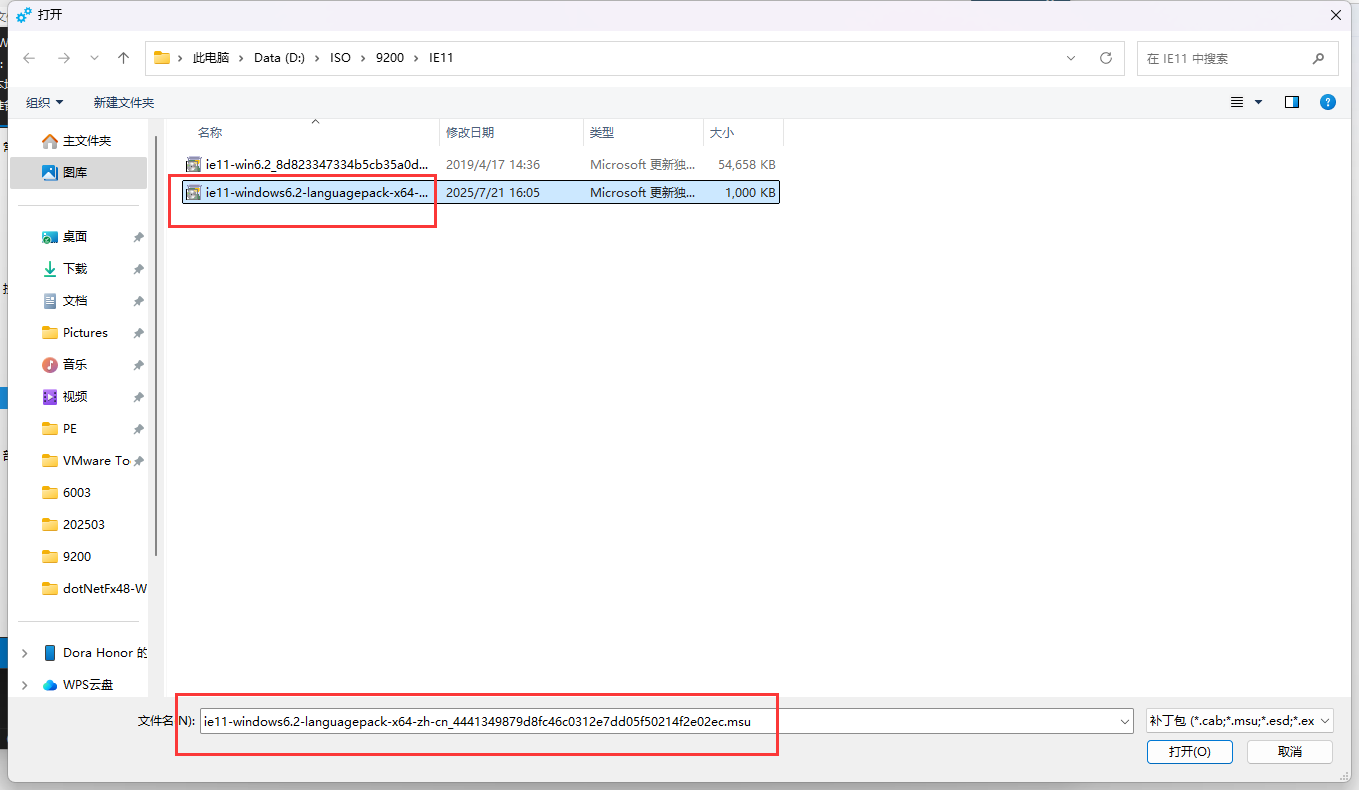 打开
此电脑 > Data (D:) > ISO > 9200 > IE11
在 IE11 中搜索
组织
新建文件夹
主文件夹
图库
桌面
下载
文档
Pictures
音乐
视频
PE
VMware To
6003
202503
9200
dotNetFx48-W
Dora Honor 的
WPS云盘
名称 修改日期 类型 大小
ie11-win6.2_8d823347334b5cb35a0d... 2019/4/17 14:36 Microsoft 更新独... 54,658 KB
ie11-windows6.2-languagepack-x64-... 2025/7/21 16:05 Microsoft 更新独... 1,000 KB
文件名(N): ie11-windows6.2-languagepack-x64-zh-cn_4441349879d8fc46c0312e7dd05f50214f2e02ec.msu
补丁包 (*.cab;*.msu;*.esd;*.ex
打开(O)
取消